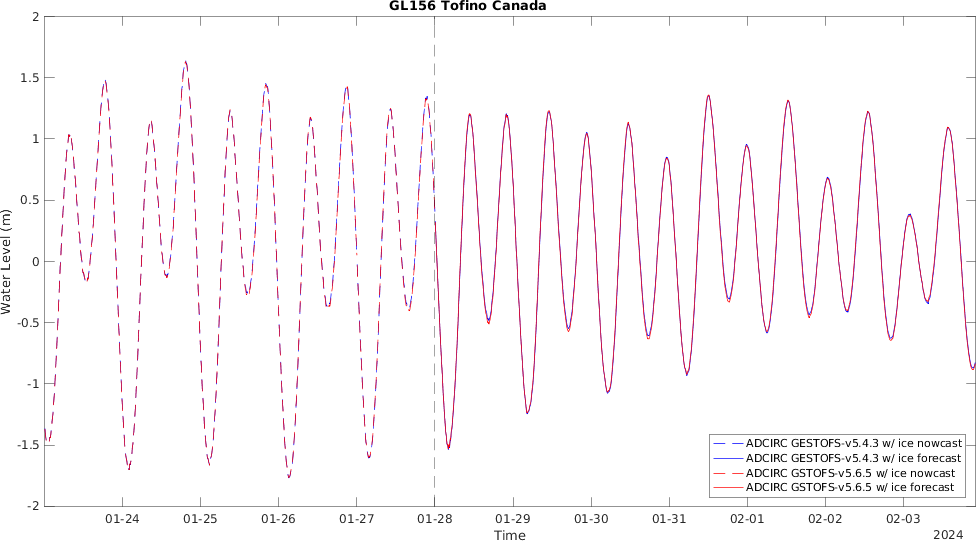 GL156 Tofino Canada
2
1.5
1
0.5
0
-0.5
-1
-1.5
-2
Water Level (m)
ADCIRC GESTOFS-v5.4.3 w/ ice nowcast
ADCIRC GESTOFS-v5.4.3 w/ ice forecast
ADCIRC GSTOFS-v5.6.5 w/ ice nowcast
ADCIRC GSTOFS-v5.6.5 w/ ice forecast
01-24 01-25 01-26 01-27 01-28 01-29 01-30 01-31 02-01 02-02 02-03
Time
2024